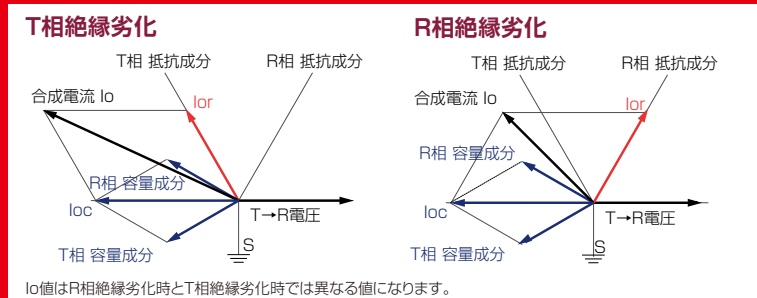 T相絶縁劣化
T相 抵抗成分
R相 抵抗成分
合成電流 Io
Ior
R相 容量成分
Ioc
T→R電圧
T相 容量成分
S
R相絶縁劣化
T相 抵抗成分
R相 抵抗成分
合成電流 Io
Ior
R相 容量成分
Ioc
T→R電圧
T相 容量成分
S
Io値はR相絶縁劣化時とT相絶縁劣化時では異なる値になります。